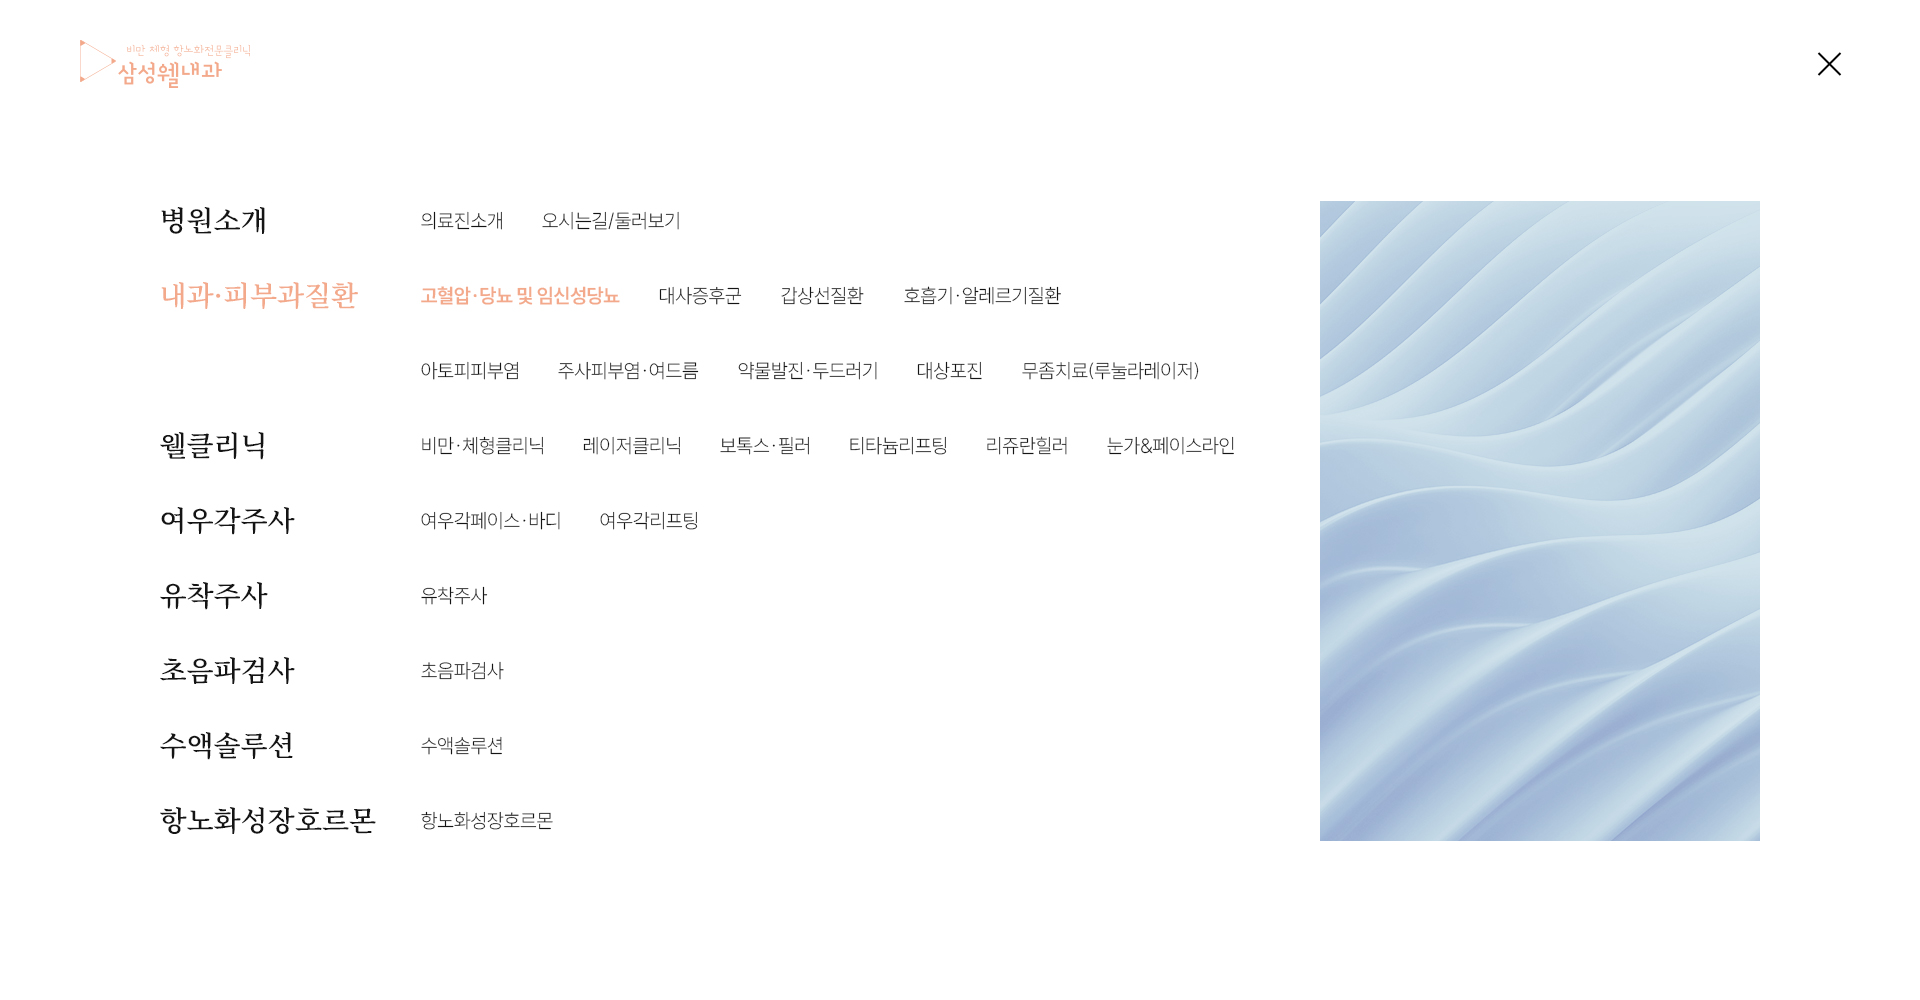 비만 체형 항노화전문클리닉
삼성웰내과
병원소개 의료진소개 오시는길/둘러보기
내과·피부과질환 고혈압·당뇨 및 임신성당뇨 대사증후군 갑상선질환 호흡기·알레르기질환
아토피피부염 주사피부염·여드름 약물발진·두드러기 대상포진 무좀치료(루눌라레이저)
웰클리닉 비만·체형클리닉 레이저클리닉 보톡스·필러 티타늄리프팅 리쥬란힐러 눈가&페이스라인
여우각주사 여우각페이스·바디 여우각리프팅
유착주사 유착주사
초음파검사 초음파검사
수액솔루션 수액솔루션
항노화성장호르몬 항노화성장호르몬